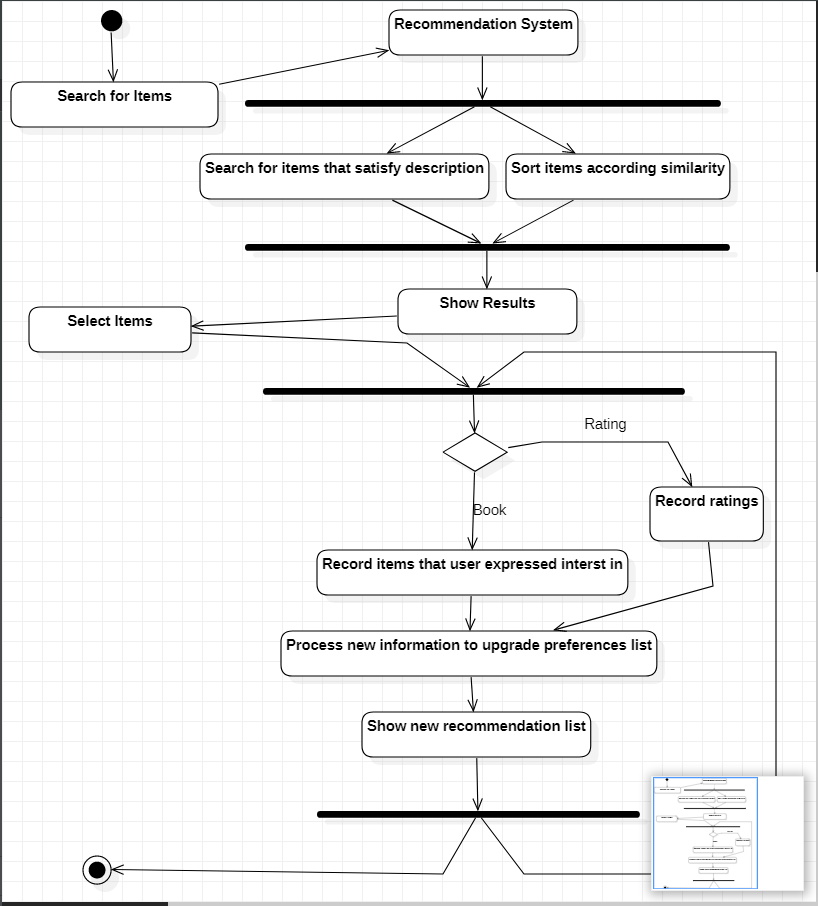 Recommendation System
Search for Items
Search for items that satisfy description
Sort items according similarity
Show Results
Select Items
Rating
Record ratings
Book
Record items that user expressed interst in
Process new information to upgrade preferences list
Show new recommendation list